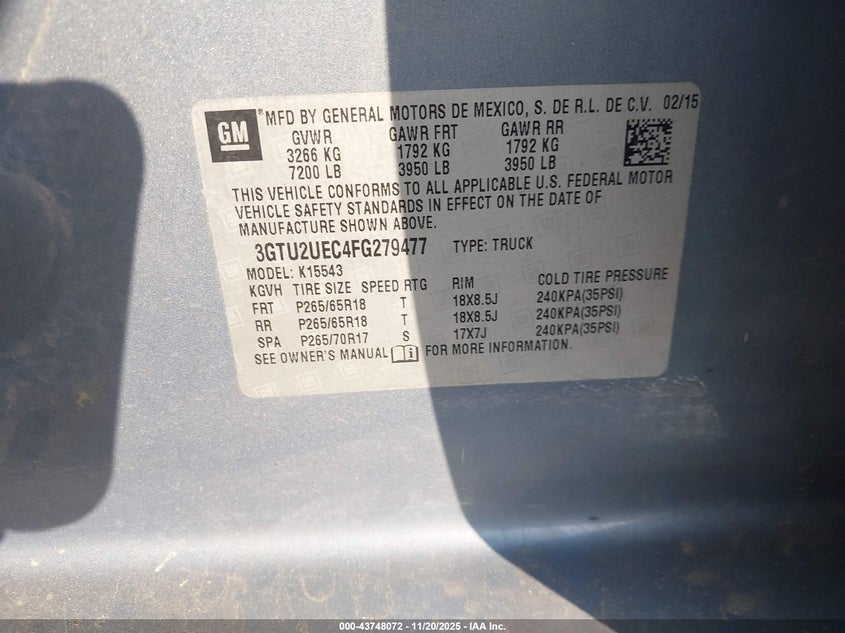 GM ® MFD BY GENERAL MOTORS DE MEXICO, S. DE R.L. DE C.V. 02/15
GVWR GAWR FRT GAWR RR
3266 KG 1792 KG 1792 KG
7200 LB 3950 LB 3950 LB
THIS VEHICLE CONFORMS TO ALL APPLICABLE U.S. FEDERAL MOTOR
VEHICLE SAFETY STANDARDS IN EFFECT ON THE DATE OF
MANUFACTURE SHOWN ABOVE.
3GTU2UEC4FG279477 TYPE: TRUCK
MODEL: K15543
KGVH TIRE SIZE SPEED RTG RIM COLD TIRE PRESSURE
FRT P265/65R18 T 18X8.5J 240KPA(35PSI)
RR P265/65R18 T 18X8.5J 240KPA(35PSI)
SPA P265/70R17 S 17X7J 240KPA(35PSI)
SEE OWNER'S MANUAL FOR MORE INFORMATION.
000-43748072 - 11/20/2025 - IAA Inc.